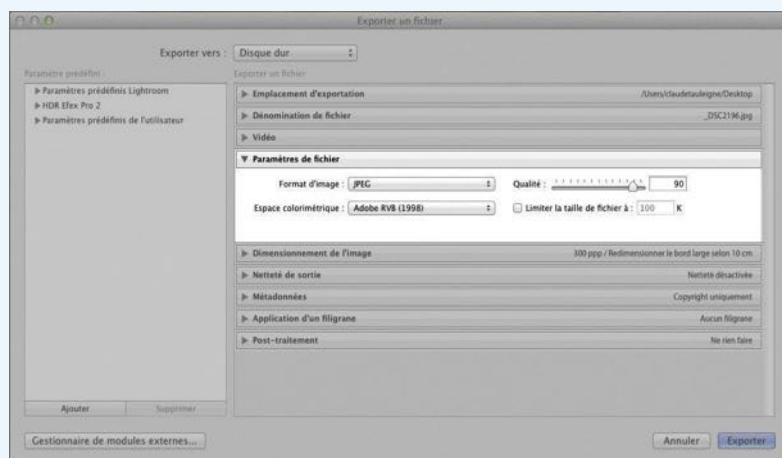 Exporter un fichier
Exporter vers : Disque dur
Paramètre prédéfini :
Exporter un fichier
Paramètres prédéfinis Lightroom
HDR Efex Pro 2
Paramètres prédéfinis de l'utilisateur
Emplacement d'exportation /Users/claudetauleigne/Desktop
Dénomination de fichier _DSC2196.jpg
Vidéo
Paramètres de fichier
Format d'image : JPEG Qualité : 90
Espace colorimétrique : Adobe RVB (1998) Limiter la taille de fichier à : 100 K
Dimensionnement de l'image 300 ppp / Redimensionner le bord large selon 10 cm
Netteté de sortie Netteté désactivée
Métadonnées Copyright uniquement
Application d'un filigrane Aucun filigrane
Post-traitement Ne rien faire
Ajouter Supprimer
Gestionnaire de modules externes... Annuler Exporter